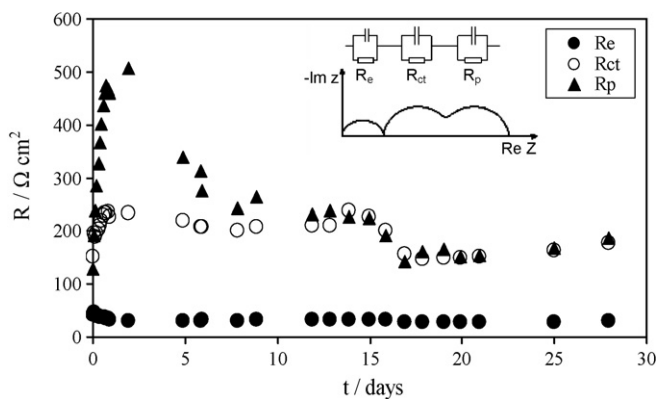 600
500
400
300
200
100
0
R / Ω cm²
0 5 10 15 20 25 30
t / days
Re Rct Rp
-Im z
Re Z
Re
Rct
Rp